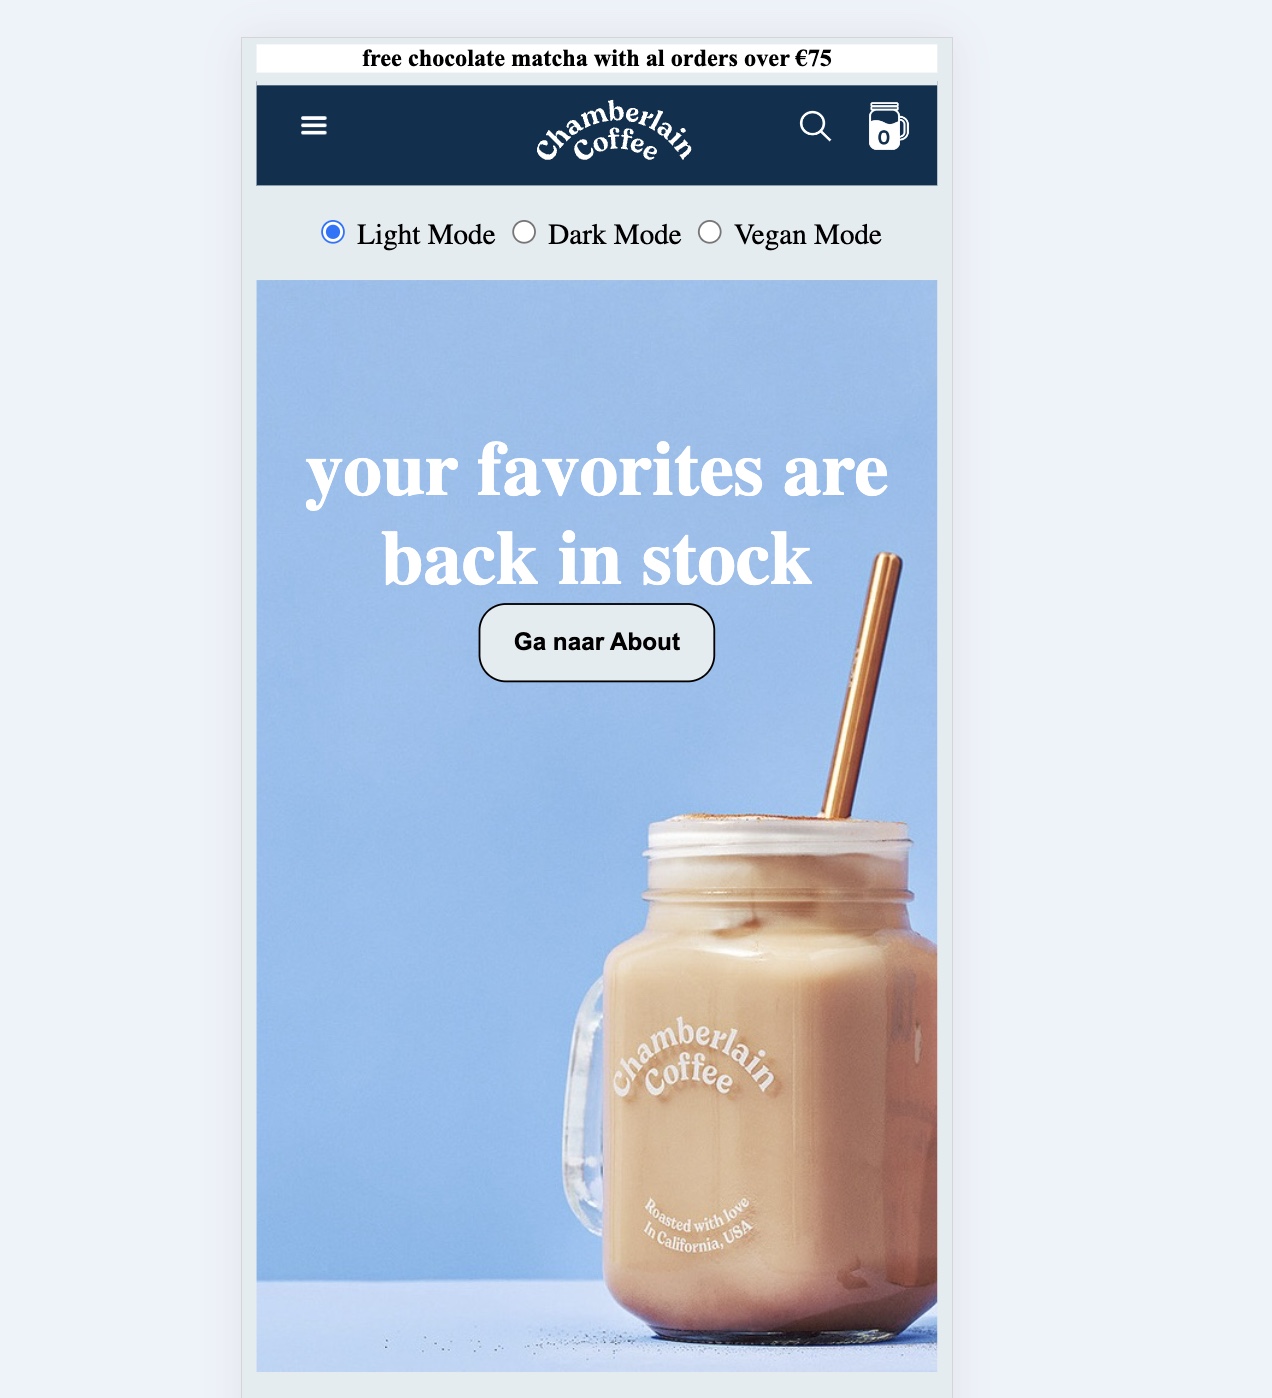 free chocolate matcha with al orders over €75
Chamberlain
Coffee
0
Light Mode Dark Mode Vegan Mode
your favorites are
back in stock
Ga naar About
Chamberlain
Coffee
Roasted with love
In California, USA